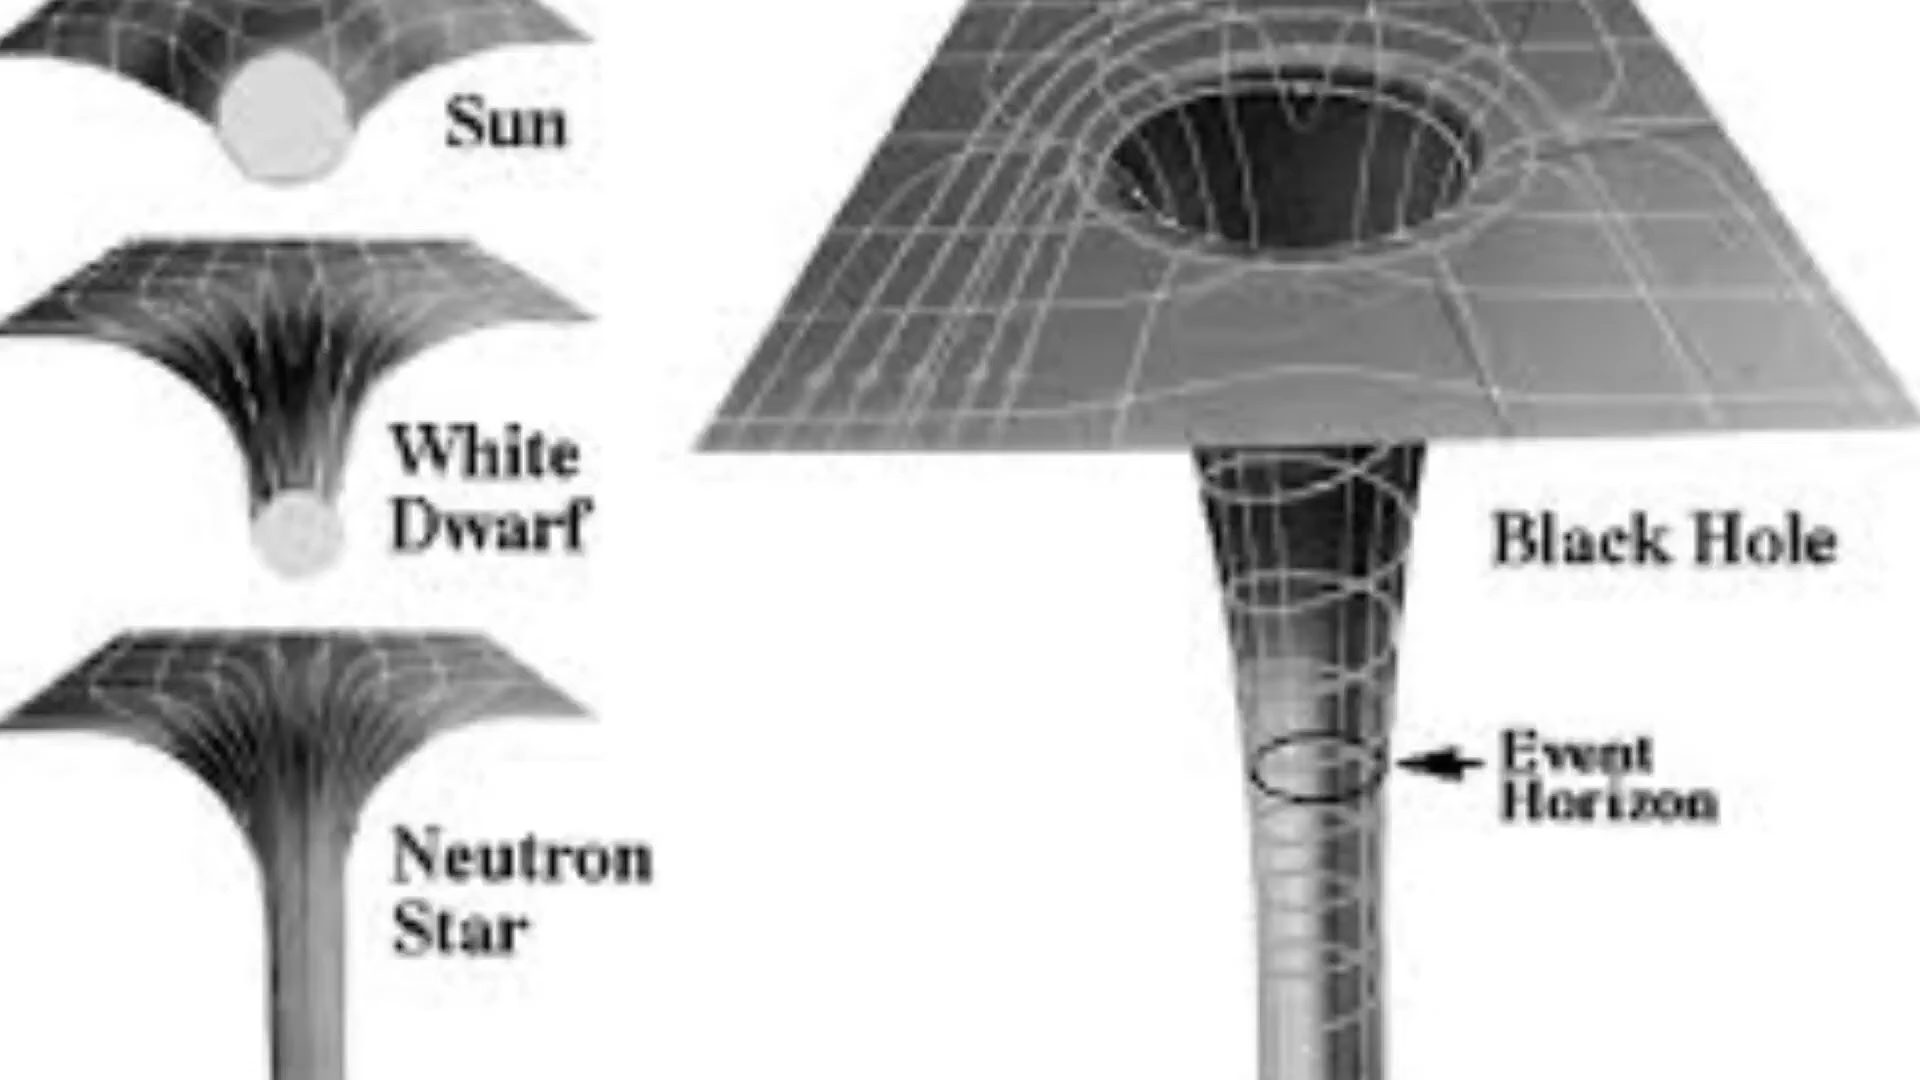 Sun
White
Dwarf
Neutron
Star
Black Hole
Event
Horizon